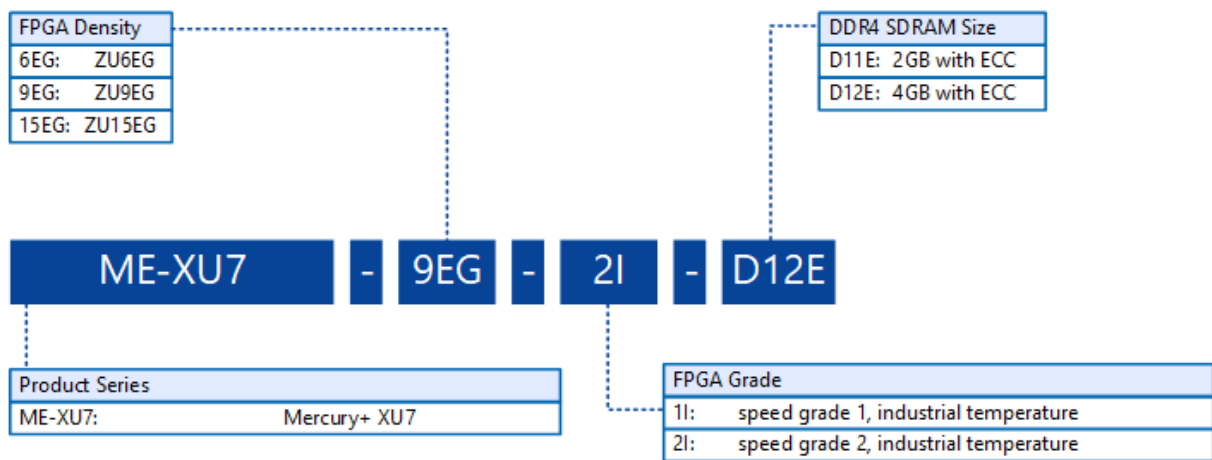 FPGA Density
6EG: ZU6EG
9EG: ZU9EG
15EG: ZU15EG
DDR4 SDRAM Size
D11E: 2GB with ECC
D12E: 4GB with ECC
ME-XU7 - 9EG - 2I - D12E
Product Series
ME-XU7: Mercury+ XU7
FPGA Grade
1I: speed grade 1, industrial temperature
2I: speed grade 2, industrial temperature